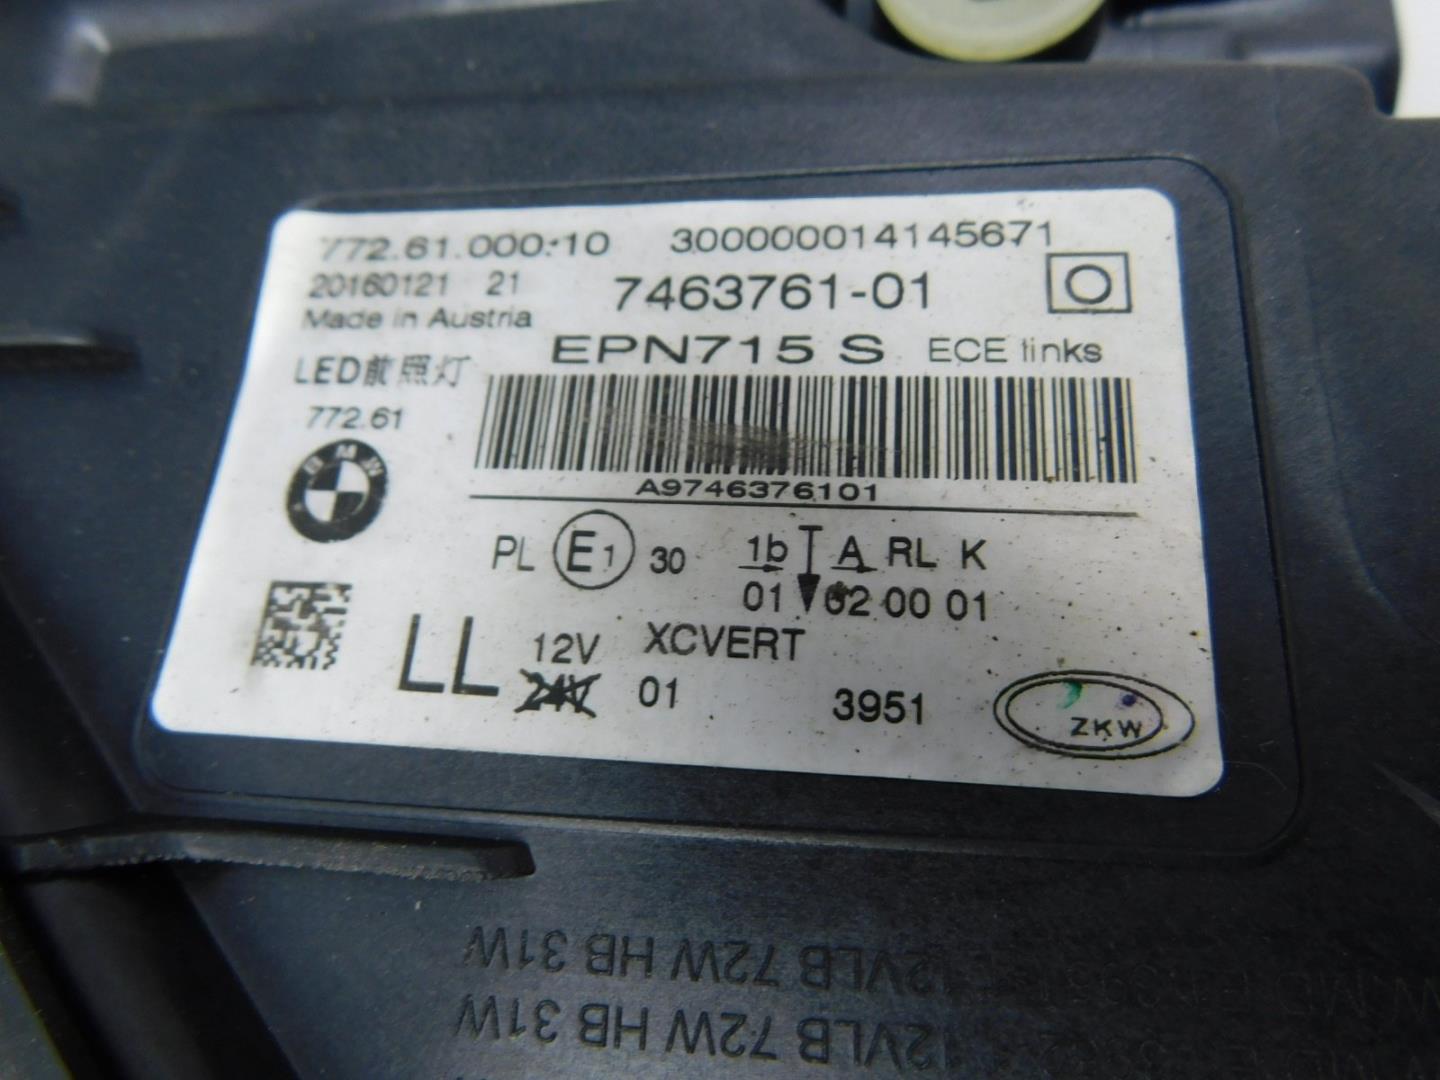 772.61.000:10 300000014145671
20160121 21 7463761-01
Made in Austria
EPN715 S ECE links
LED前照灯
772.61
BMW
A9746376101
PL E1 30 1b A RL K
01 02 00 01
LL 12V XCVERT
24V 01 3951
ZKW
12VLB 72W HB 31W
12VLB 72W HB 31W